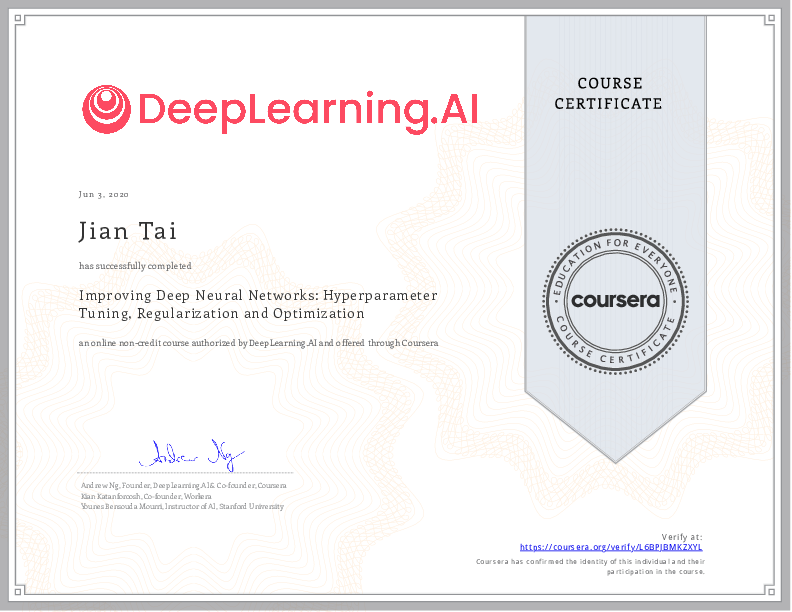 DeepLearning.AI
COURSE
CERTIFICATE
Jun 3, 2020
Jian Tai
has successfully completed
Improving Deep Neural Networks: Hyperparameter
Tuning, Regularization and Optimization
an online non-credit course authorized by DeepLearning.AI and offered through Coursera
EDUCATION FOR EVERYONE
coursera
COURSE CERTIFICATE
Andrew Ng
Andrew Ng, Founder, DeepLearning.AI & Co-founder, Coursera
Kian Katanforoosh, Co-founder, Workera
Younes Bensouda Mourri, Instructor of AI, Stanford University
Verify at:
https://coursera.org/verify/L6BPJBMKZXYL
Coursera has confirmed the identity of this individual and their
participation in the course.